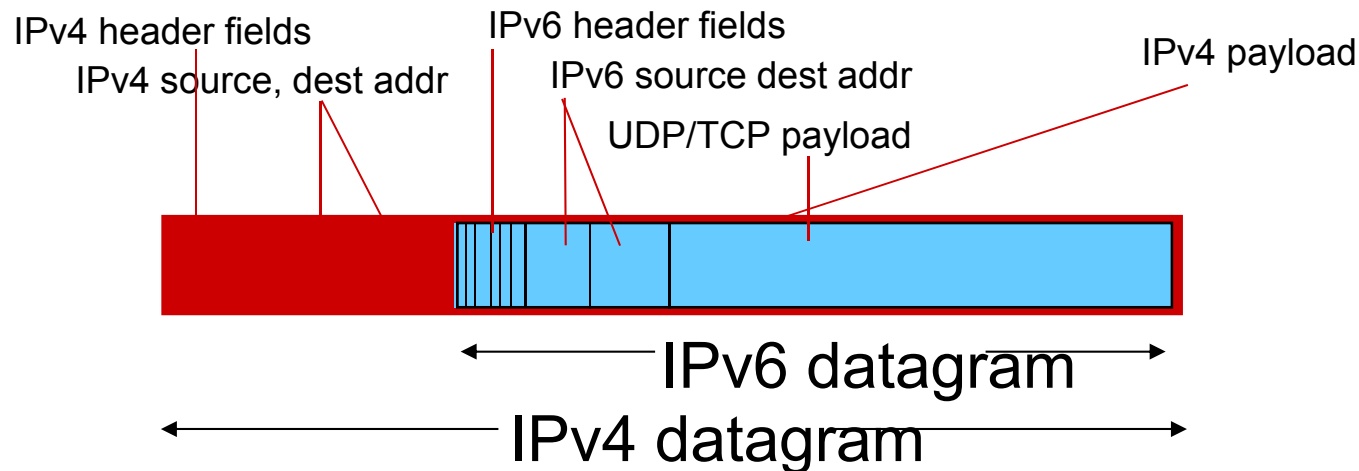 IPv4 header fields
IPv6 header fields
IPv4 payload
IPv4 source, dest addr
IPv6 source dest addr
UDP/TCP payload
IPv6 datagram
IPv4 datagram